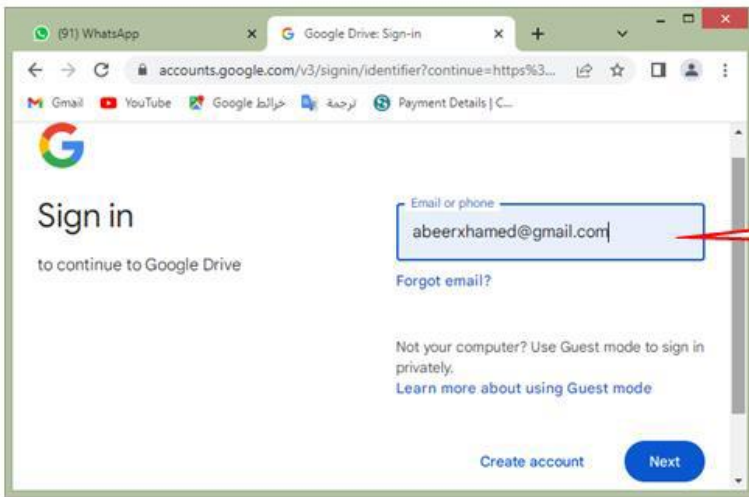 (91) WhatsApp
Google Drive: Sign-in
accounts.google.com/v3/signin/identifier?continue=https%3...
Gmail YouTube خرائط Google ترجمة Payment Details | C...
Sign in
to continue to Google Drive
Email or phone
abeerxhamed@gmail.com
Forgot email?
Not your computer? Use Guest mode to sign in
privately.
Learn more about using Guest mode
Create account
Next